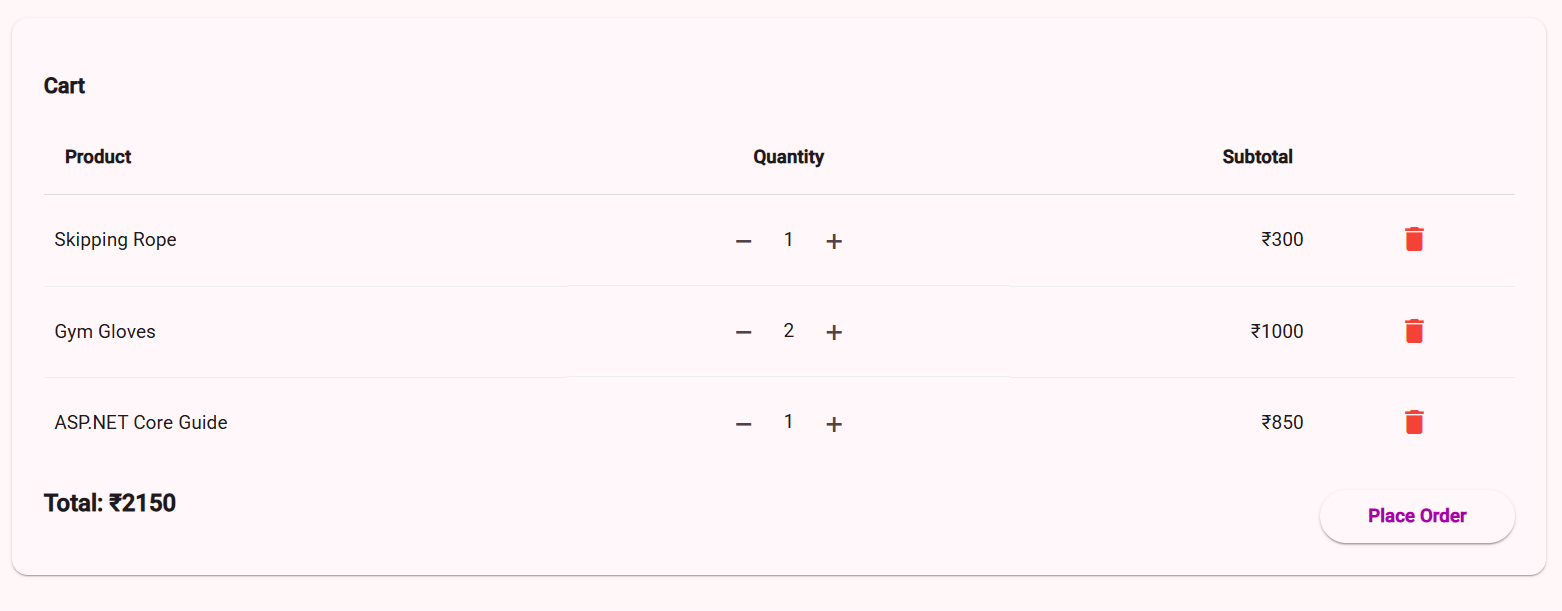 Cart
Product Quantity Subtotal
Skipping Rope − 1 + ₹300
Gym Gloves − 2 + ₹1000
ASP.NET Core Guide − 1 + ₹850
Total: ₹2150
Place Order